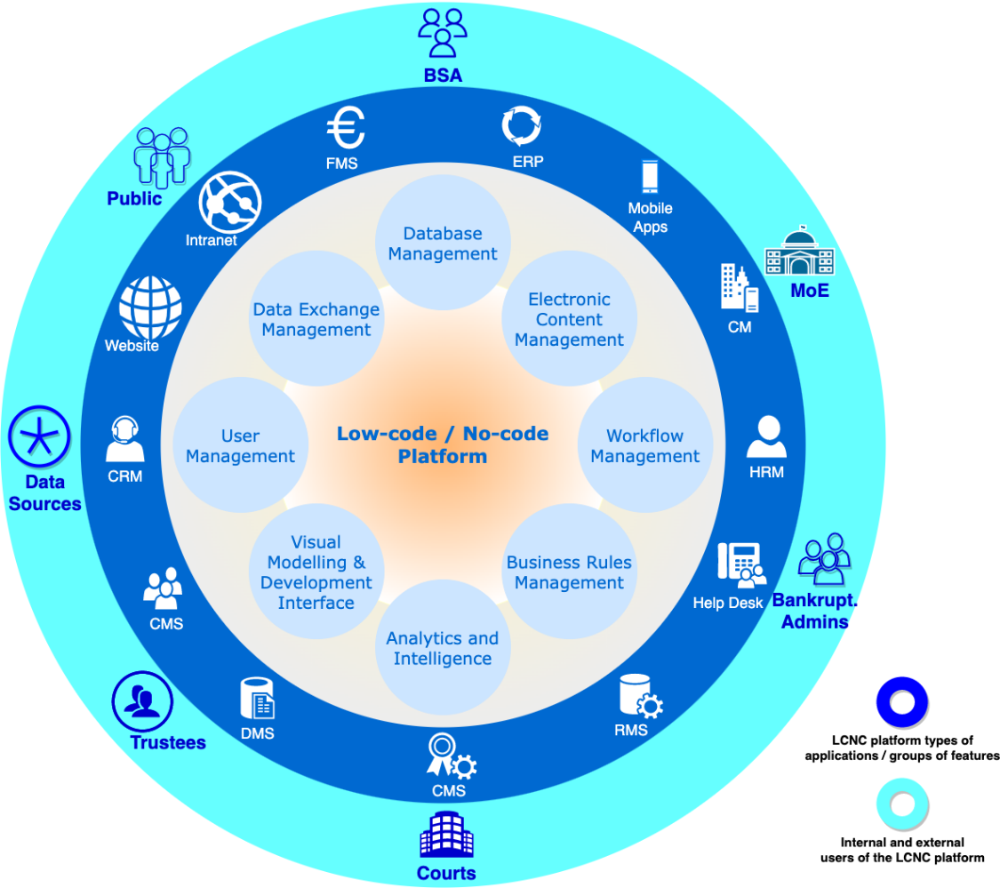 BSA
FMS
ERP
Public
Intranet
Mobile
Apps
Database
Management
MoE
Data Exchange
Management
Electronic
Content
Management
Website
CM
Low-code / No-code
Platform
User
Management
Workflow
Management
Data
Sources
CRM
HRM
Visual
Modelling &
Development
Interface
Business Rules
Management
Help Desk
Bankrupt.
Admins
CMS
Analytics and
Intelligence
Trustees
DMS
RMS
CMS
Courts
LCNC platform types of
applications / groups of features
Internal and external
users of the LCNC platform